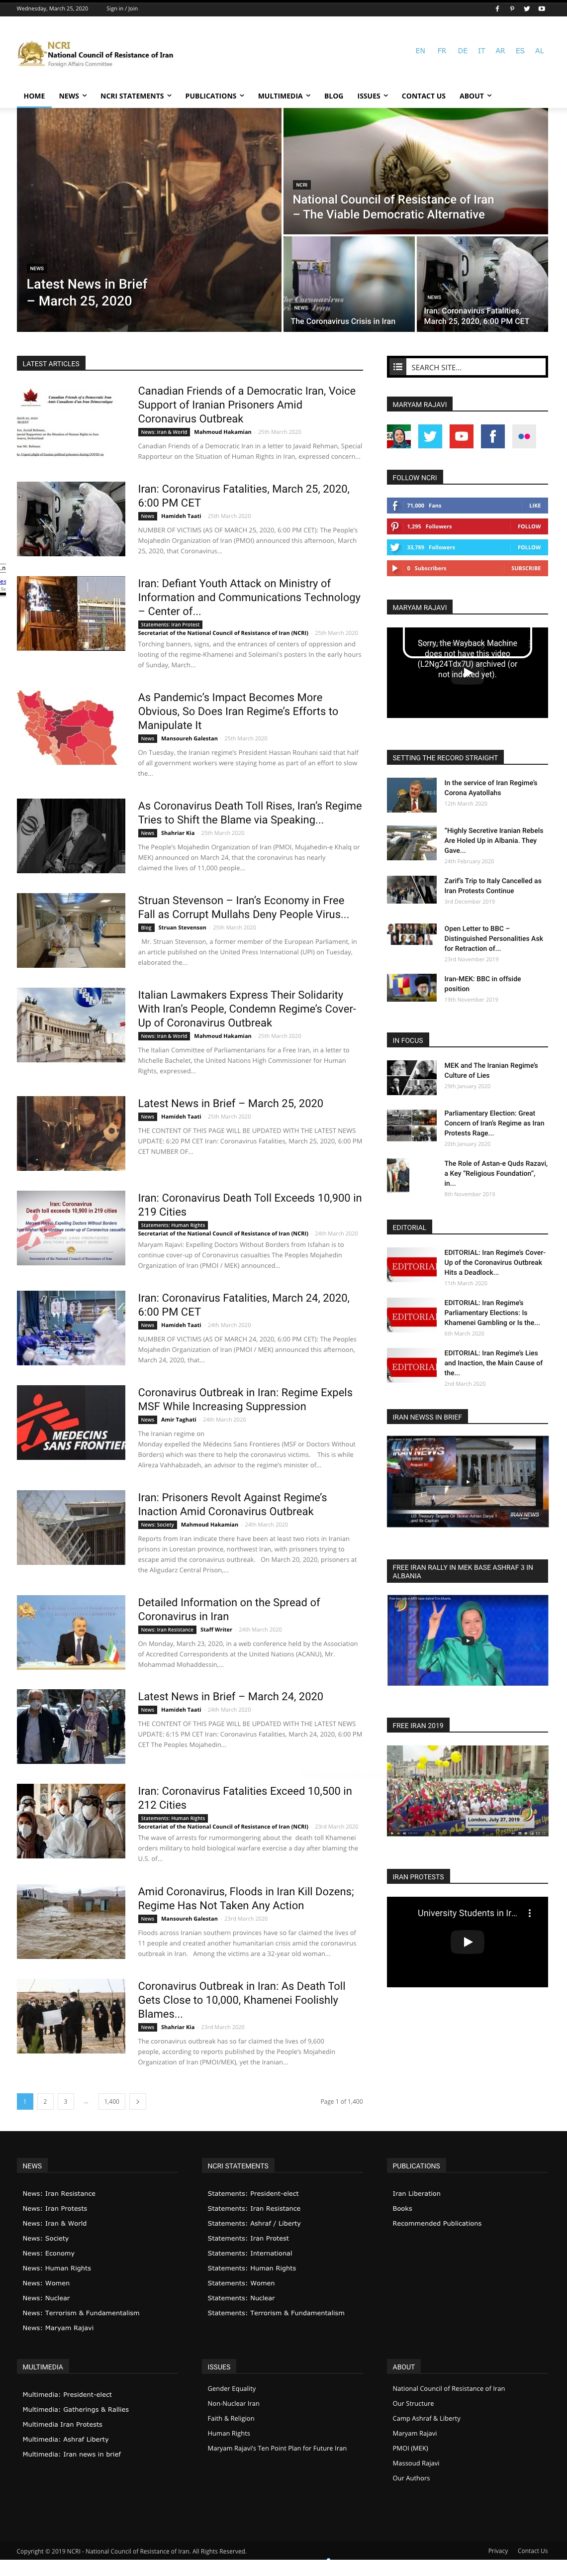 Wednesday, March 25, 2020
Sign in / Join
NCRI
National Council of Resistance of Iran
Foreign Affairs Committee
EN FR DE IT AR ES AL
HOME NEWS NCRI STATEMENTS PUBLICATIONS MULTIMEDIA BLOG ISSUES CONTACT US ABOUT
NEWS
Latest News in Brief
– March 25, 2020
NCRI
National Council of Resistance of Iran
– The Viable Democratic Alternative
NEWS
The Coronavirus Crisis in Iran
NEWS
Iran: Coronavirus Fatalities,
March 25, 2020, 6:00 PM CET
LATEST ARTICLES
Canadian Friends of a Democratic Iran, Voice
Support of Iranian Prisoners Amid
Coronavirus Outbreak
News: Iran & World Mahmoud Hakamian - 25th March 2020
Canadian Friends of a Democratic Iran in a letter to Javaid Rehman, Special
Rapporteur on the Situation of Human Rights in Iran, expressed concern...
Iran: Coronavirus Fatalities, March 25, 2020,
6:00 PM CET
News Hamideh Taati - 25th March 2020
NUMBER OF VICTIMS (AS OF MARCH 25, 2020, 6:00 PM CET): The People's
Mojahedin Organization of Iran (PMOI) announced this afternoon, March
25, 2020, that Coronavirus...
Iran: Defiant Youth Attack on Ministry of
Information and Communications Technology
– Center of...
Statements: Iran Protest
Secretariat of the National Council of Resistance of Iran (NCRI) - 25th March 2020
Torching banners, signs, and the entrances of centers of oppression and
looting of the regime-Khamenei and Soleimani's posters In the early hours
of Sunday, March...
As Pandemic's Impact Becomes More
Obvious, So Does Iran Regime's Efforts to
Manipulate It
News Mansoureh Galestan - 25th March 2020
On Tuesday, the Iranian regime's President Hassan Rouhani said that half
of all government workers were staying home as part of an effort to slow
the...
As Coronavirus Death Toll Rises, Iran's Regime
Tries to Shift the Blame via Speaking...
News Shahriar Kia - 25th March 2020
The People's Mojahedin Organization of Iran (PMOI, Mujahedin-e Khalq or
MEK) announced on March 24, that the coronavirus has nearly
claimed the lives of 11,000 people...
Struan Stevenson – Iran's Economy in Free
Fall as Corrupt Mullahs Deny People Virus...
Blog Struan Stevenson - 25th March 2020
Mr. Struan Stevenson, a former member of the European Parliament, in
an article published on the United Press International (UPI) on Tuesday,
elaborated the...
Italian Lawmakers Express Their Solidarity
With Iran's People, Condemn Regime's Cover-
Up of Coronavirus Outbreak
News: Iran & World Mahmoud Hakamian - 25th March 2020
The Italian Committee of Parliamentarians for a Free Iran, in a letter to
Michelle Bachelet, the United Nations High Commissioner for Human
Rights, expressed...
Latest News in Brief – March 25, 2020
News Hamideh Taati - 25th March 2020
THE CONTENT OF THIS PAGE WILL BE UPDATED WITH THE LATEST NEWS
UPDATE: 6:20 PM CET Iran: Coronavirus Fatalities, March 25, 2020, 6:00 PM
CET NUMBER OF...
Iran: Coronavirus
Death toll exceeds 10,900 in 219 cities
Iran: Coronavirus Death Toll Exceeds 10,900 in
219 Cities
Statements: Human Rights
Secretariat of the National Council of Resistance of Iran (NCRI) - 24th March 2020
Maryam Rajavi: Expelling Doctors Without Borders from Isfahan is to
continue cover-up of Coronavirus casualties The Peoples Mojahedin
Organization of Iran (PMOI / MEK) announced...
Iran: Coronavirus Fatalities, March 24, 2020,
6:00 PM CET
News Hamideh Taati - 24th March 2020
NUMBER OF VICTIMS (AS OF MARCH 24, 2020, 6:00 PM CET): The Peoples
Mojahedin Organization of Iran (PMOI / MEK) announced this afternoon,
March 24, 2020, that...
MEDECINS
SANS FRONTIER
Coronavirus Outbreak in Iran: Regime Expels
MSF While Increasing Suppression
News Amir Taghati - 24th March 2020
The Iranian regime on
Monday expelled the Médecins Sans Frontieres (MSF or Doctors Without
Borders) which was there to help the coronavirus victims. This is while
Alireza Vahhabzadeh, an advisor to the regime's minister of...
Iran: Prisoners Revolt Against Regime's
Inaction Amid Coronavirus Outbreak
News: Society Mahmoud Hakamian - 24th March 2020
Reports from Iran indicate there have been at least two riots in Iranian
prisons in Lorestan province, northwest Iran, with prisoners trying to
escape amid the coronavirus outbreak. On March 20, 2020, prisoners at
the Aligudarz Central Prison,...
Detailed Information on the Spread of
Coronavirus in Iran
News: Iran Resistance Staff Writer - 24th March 2020
On Monday, March 23, 2020, in a web conference held by the Association
of Accredited Correspondents at the United Nations (ACANU), Mr.
Mohammad Mohaddessin,...
Latest News in Brief – March 24, 2020
News Hamideh Taati - 24th March 2020
THE CONTENT OF THIS PAGE WILL BE UPDATED WITH THE LATEST NEWS
UPDATE: 6:15 PM CET Iran: Coronavirus Fatalities, March 24, 2020, 6:00 PM
CET The Peoples Mojahedin...
Iran: Coronavirus Fatalities Exceed 10,500 in
212 Cities
Statements: Human Rights
Secretariat of the National Council of Resistance of Iran (NCRI) - 23rd March 2020
The wave of arrests for rumormongering about the death toll Khamenei
orders military to hold biological warfare exercise a day after blaming the
U.S. of...
Amid Coronavirus, Floods in Iran Kill Dozens;
Regime Has Not Taken Any Action
News Mansoureh Galestan - 23rd March 2020
Floods across Iranian southern provinces have so far claimed the lives of
11 people and created another humanitarian crisis amid the coronavirus
outbreak in Iran. Among the victims are a 32-year old woman...
Coronavirus Outbreak in Iran: As Death Toll
Gets Close to 10,000, Khamenei Foolishly
Blames...
News Shahriar Kia - 23rd March 2020
The coronavirus outbreak has so far claimed the lives of 9,600
people, according to reports published by the People's Mojahedin
Organization of Iran (PMOI/MEK), yet the Iranian...
1 2 3 ... 1,400
Page 1 of 1,400
SEARCH SITE...
MARYAM RAJAVI
FOLLOW NCRI
71,000 Fans LIKE
1,295 Followers FOLLOW
33,789 Followers FOLLOW
0 Subscribers SUBSCRIBE
MARYAM RAJAVI
Sorry, the Wayback Machine
does not have this video
(L2Ng24Tdx7U) archived (or
not indexed yet).
SETTING THE RECORD STRAIGHT
In the service of Iran Regime's
Corona Ayatollahs
12th March 2020
"Highly Secretive Iranian Rebels
Are Holed Up in Albania. They
Gave...
24th February 2020
Zarif's Trip to Italy Cancelled as
Iran Protests Continue
3rd December 2019
Open Letter to BBC –
Distinguished Personalities Ask
for Retraction of...
23rd November 2019
Iran-MEK: BBC in offside
position
IN FOCUS
MEK and The Iranian Regime's
Culture of Lies
29th January 2020
Parliamentary Election: Great
Concern of Iran's Regime as Iran
Protests Rage...
20th January 2020
The Role of Astan-e Quds Razavi,
a Key "Religious Foundation",
in...
8th November 2019
EDITORIAL
EDITORIAL
EDITORIAL: Iran Regime's Cover-
Up of the Coronavirus Outbreak
Hits a Deadlock...
11th March 2020
EDITORIAL
EDITORIAL: Iran Regime's
Parliamentary Elections: Is
Khamenei Gambling or Is the...
6th March 2020
EDITORIAL
EDITORIAL: Iran Regime's Lies
and Inaction, the Main Cause of
the...
2nd March 2020
IRAN NEWSS IN BRIEF
IRAN NEWS
IRAN NEWS
FREE IRAN RALLY IN MEK BASE ASHRAF 3 IN
ALBANIA
FREE IRAN 2019
London, July 27, 2019
IRAN PROTESTS
University Students in Ir...
NEWS
News: Iran Resistance
News: Iran Protests
News: Iran & World
News: Society
News: Economy
News: Human Rights
News: Women
News: Nuclear
News: Terrorism & Fundamentalism
News: Maryam Rajavi
NCRI STATEMENTS
Statements: President-elect
Statements: Iran Resistance
Statements: Ashraf / Liberty
Statements: Iran Protest
Statements: International
Statements: Human Rights
Statements: Women
Statements: Nuclear
Statements: Terrorism & Fundamentalism
PUBLICATIONS
Iran Liberation
Books
Recommended Publications
MULTIMEDIA
Multimedia: President-elect
Multimedia: Gatherings & Rallies
Multimedia Iran Protests
Multimedia: Ashraf Liberty
Multimedia: Iran news in brief
ISSUES
Gender Equality
Non-Nuclear Iran
Faith & Religion
Human Rights
Maryam Rajavi's Ten Point Plan for Future Iran
ABOUT
National Council of Resistance of Iran
Our Structure
Camp Ashraf & Liberty
Maryam Rajavi
PMOI (MEK)
Massoud Rajavi
Our Authors
Copyright © 2019 NCRI - National Council of Resistance of Iran. All Rights Reserved.
Privacy Contact Us